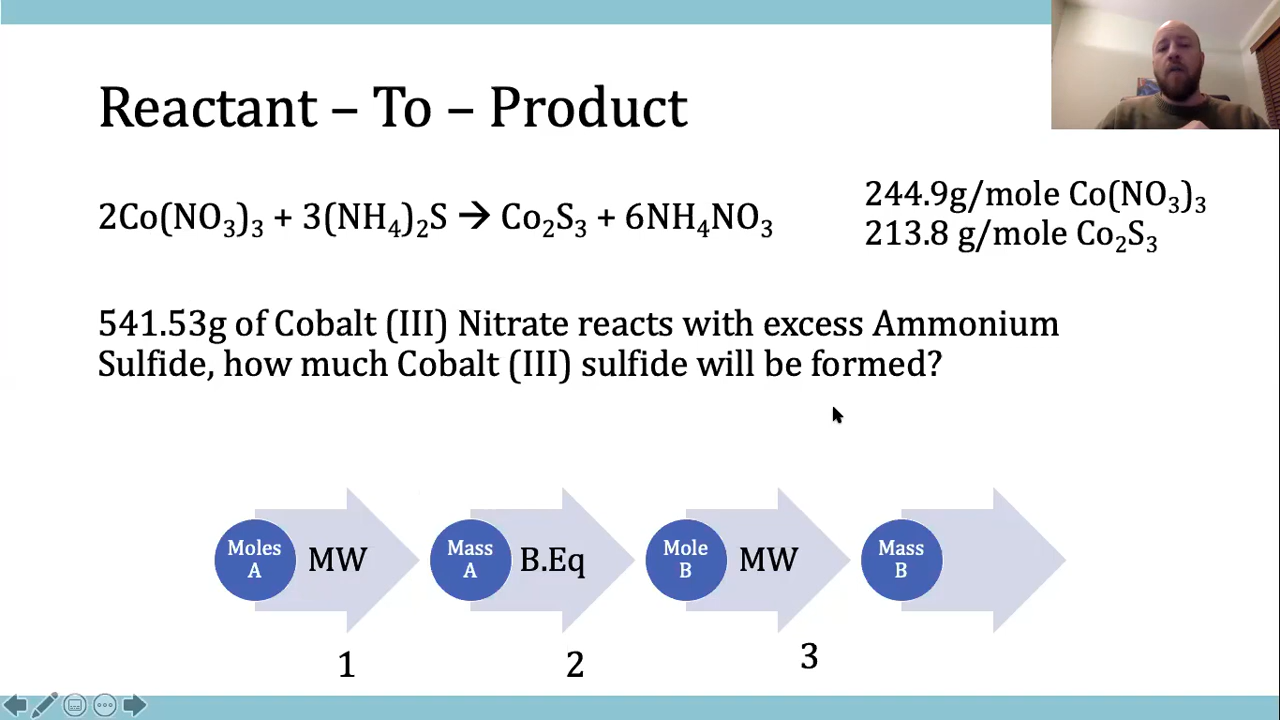 Reactant – To – Product
2Co(NO₃)₃ + 3(NH₄)₂S → Co₂S₃ + 6NH₄NO₃
244.9g/mole Co(NO₃)₃
213.8 g/mole Co₂S₃
541.53g of Cobalt (III) Nitrate reacts with excess Ammonium
Sulfide, how much Cobalt (III) sulfide will be formed?
Moles
A
MW
Mass
A
B.Eq
Mole
B
MW
Mass
B
1
2
3